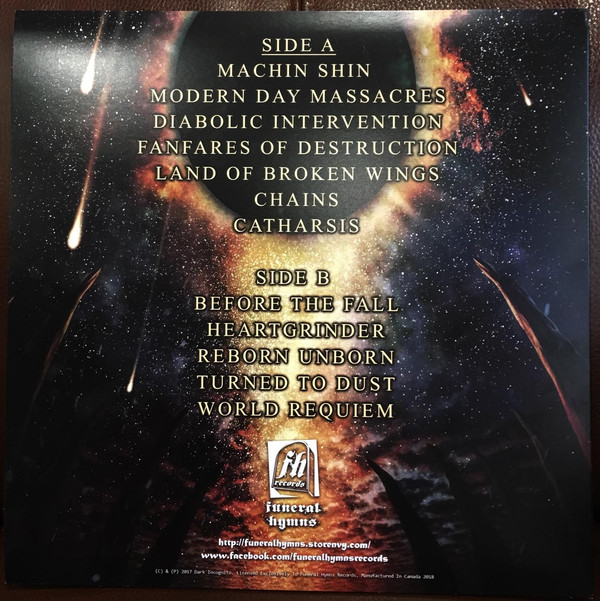 SIDE A
MACHIN SHIN
MODERN DAY MASSACRES
DIABOLIC INTERVENTION
FANFARES OF DESTRUCTION
LAND OF BROKEN WINGS
CHAINS
CATHARSIS
SIDE B
BEFORE THE FALL
HEARTGRINDER
REBORN UNBORN
TURNED TO DUST
WORLD REQUIEM
fh
records
funeral
hymns
http://funeralhymns.storenvy.com/
www.facebook.com/funeralhymnsrecords
(C) & (P) 2017 Dark Incognito, Licensed Exclusively to Funeral Hymns Records, Manufactured In Canada 2018